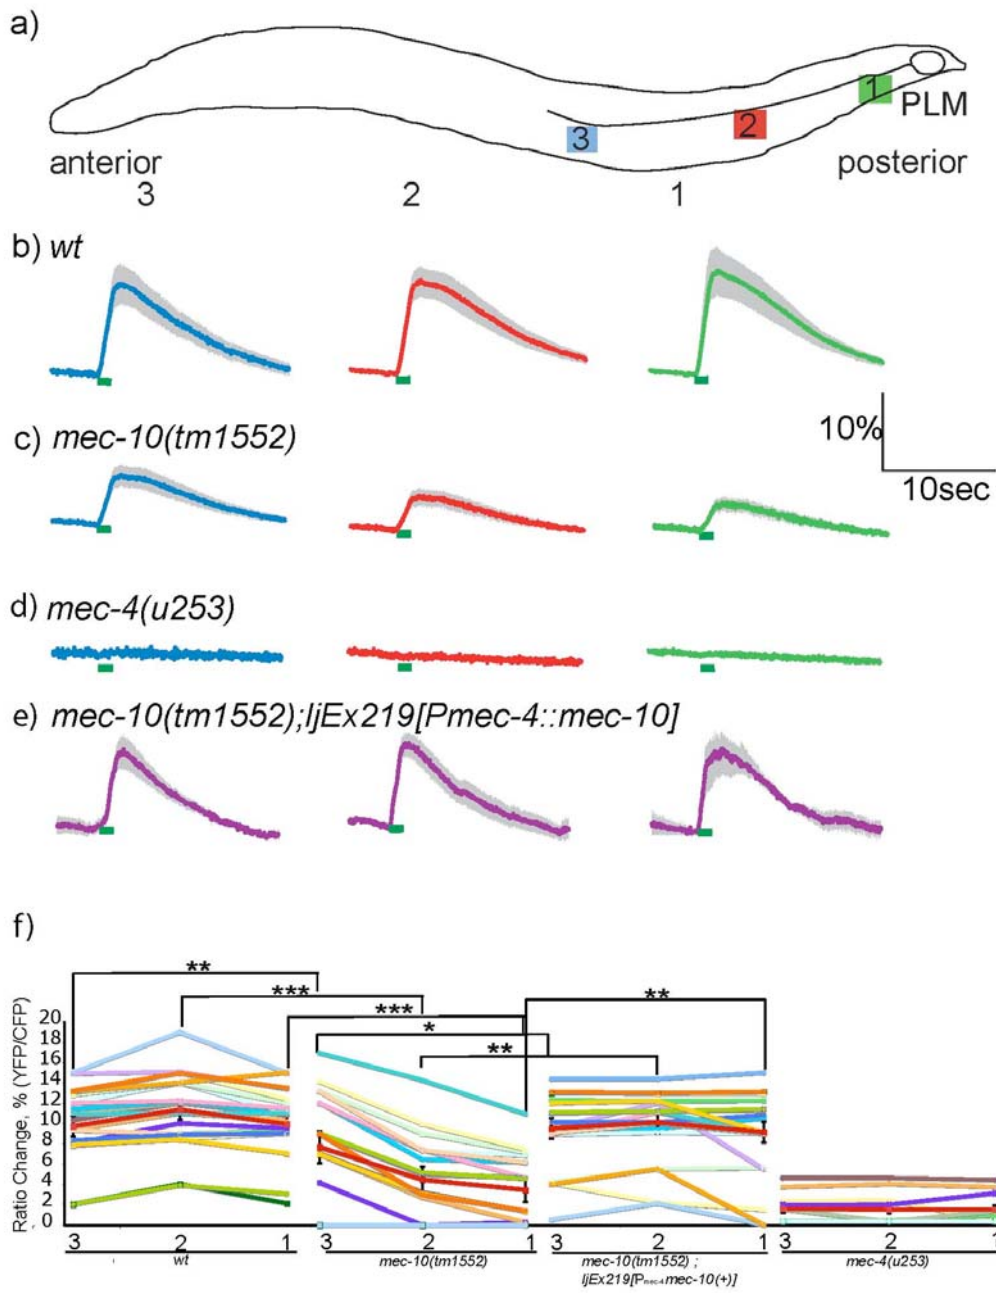 a)
1
PLM
2
3
anterior
posterior
3 2 1
b) wt
c) mec-10(tm1552)
10%
10sec
d) mec-4(u253)
e) mec-10(tm1552);ljEx219[Pmec-4::mec-10]
f)
**
***
**
***
*
**
Ratio Change, % (YFP/CFP)
20
18
16
14
12
10
8
6
4
2
0
3 2 1 3 2 1 3 2 1 3 2 1
wt mec-10(tm1552) mec-10(tm1552) ; mec-4(u253)
ljEx219[Pmec-4mec-10(+)]